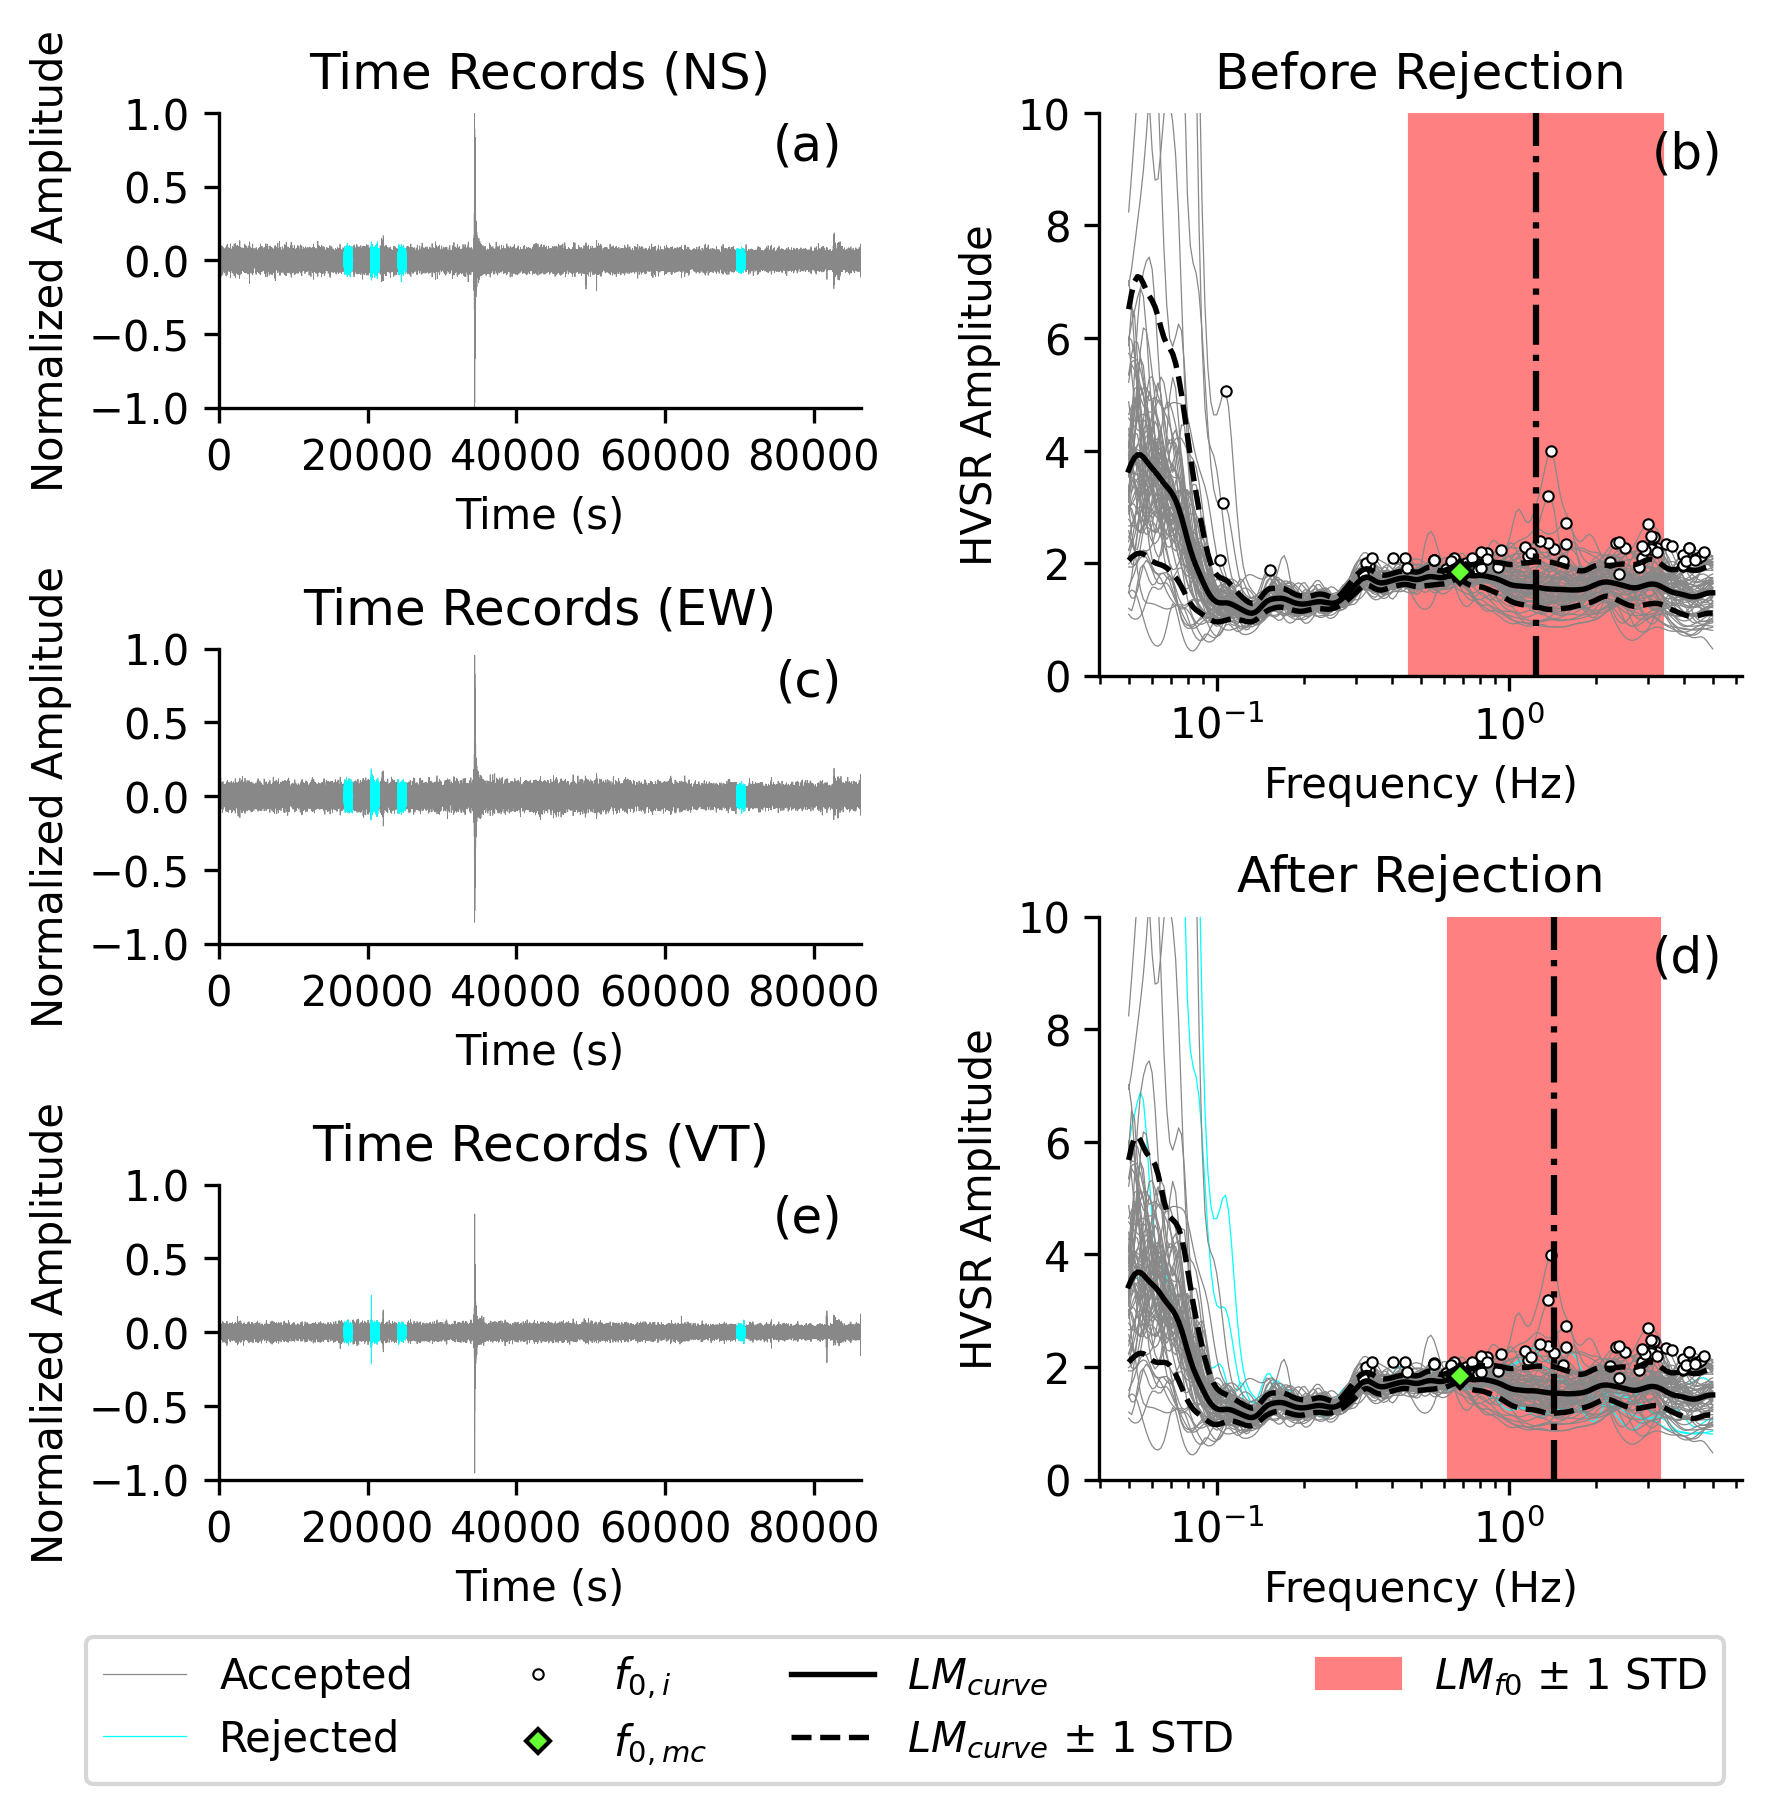 Time Records (NS)
Normalized Amplitude
1.0
0.5
0.0
−0.5
−1.0
(a)
0 20000 40000 60000 80000
Time (s)
Before Rejection
HVSR Amplitude
10
8
6
4
2
0
(b)
10⁻¹ 10⁰
Frequency (Hz)
Time Records (EW)
Normalized Amplitude
1.0
0.5
0.0
−0.5
−1.0
(c)
0 20000 40000 60000 80000
Time (s)
After Rejection
HVSR Amplitude
10
8
6
4
2
0
(d)
10⁻¹ 10⁰
Frequency (Hz)
Time Records (VT)
Normalized Amplitude
1.0
0.5
0.0
−0.5
−1.0
(e)
0 20000 40000 60000 80000
Time (s)
Accepted f0,i LMcurve LMf0 ± 1 STD
Rejected f0,mc LMcurve ± 1 STD